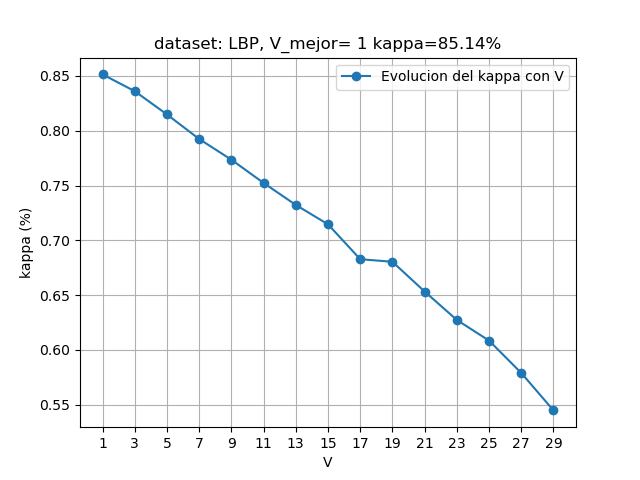 dataset: LBP, V_mejor= 1 kappa=85.14%
Evolucion del kappa con V
kappa (%)
0.85
0.80
0.75
0.70
0.65
0.60
0.55
1 3 5 7 9 11 13 15 17 19 21 23 25 27 29
V